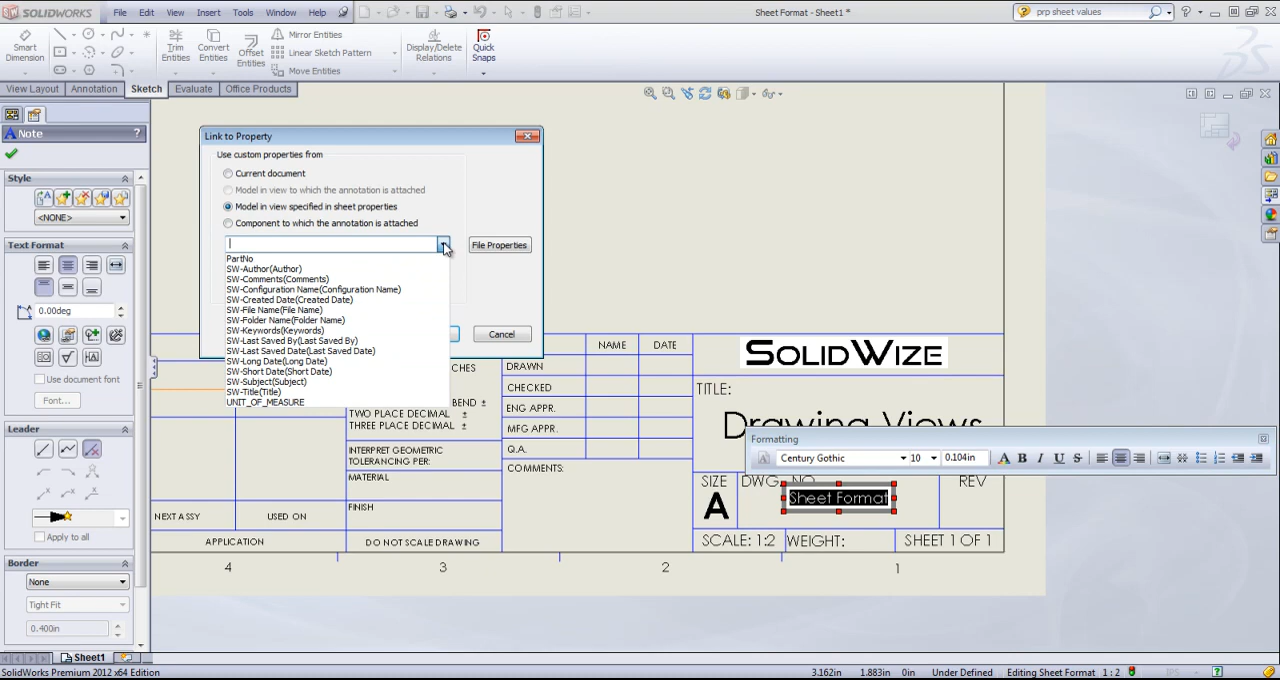 SOLIDWORKS File Edit View Insert Tools Window Help
Sheet Format - Sheet1 *
prp sheet values
Smart Dimension
Trim Entities
Convert Entities
Offset Entities
Mirror Entities
Linear Sketch Pattern
Move Entities
Display/Delete Relations
Quick Snaps
View Layout Annotation Sketch Evaluate Office Products
Note ?
Style
<NONE>
Text Format
0.00deg
Use document font
Font...
Leader
Apply to all
Border
None
Tight Fit
0.400in
Link to Property
Use custom properties from
Current document
Model in view to which the annotation is attached
Model in view specified in sheet properties
Component to which the annotation is attached
File Properties
PartNo
SW-Author(Author)
SW-Comments(Comments)
SW-Configuration Name(Configuration Name)
SW-Created Date(Created Date)
SW-File Name(File Name)
SW-Folder Name(Folder Name)
SW-Keywords(Keywords)
SW-Last Saved By(Last Saved By)
SW-Last Saved Date(Last Saved Date)
SW-Long Date(Long Date)
SW-Short Date(Short Date)
SW-Subject(Subject)
SW-Title(Title)
UNIT_OF_MEASURE
Cancel
CHES
BEND ±
TWO PLACE DECIMAL ±
THREE PLACE DECIMAL ±
INTERPRET GEOMETRIC
TOLERANCING PER:
MATERIAL
FINISH
NEXT ASSY USED ON
APPLICATION
DO NOT SCALE DRAWING
NAME DATE
DRAWN
CHECKED
ENG APPR.
MFG APPR.
Q.A.
COMMENTS:
SOLIDWIZE
TITLE:
Drawing Views
Formatting
Century Gothic 10 0.104in
SIZE DWG. NO. REV
A
Sheet Format
SCALE: 1:2 WEIGHT: SHEET 1 OF 1
4 3 2 1
Sheet1
SolidWorks Premium 2012 x64 Edition
3.162in 1.883in 0in Under Defined Editing Sheet Format 1 : 2
IPS